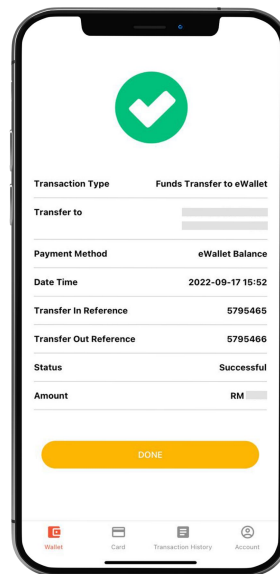 Transaction Type Funds Transfer to eWallet
Transfer to
Payment Method eWallet Balance
Date Time 2022-09-17 15:52
Transfer In Reference 5795465
Transfer Out Reference 5795466
Status Successful
Amount RM
DONE
Wallet Card Transaction History Account